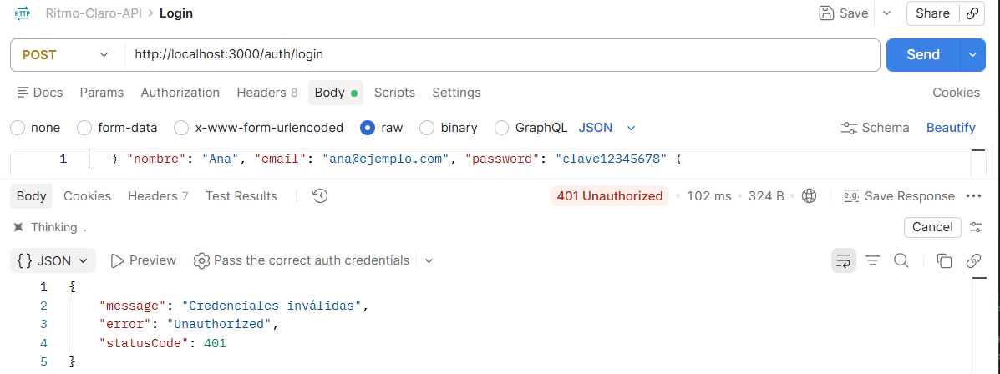 HTTP Ritmo-Claro-API > Login Save Share
POST http://localhost:3000/auth/login Send
Docs Params Authorization Headers 8 Body Scripts Settings Cookies
none form-data x-www-form-urlencoded raw binary GraphQL JSON Schema Beautify
1 { "nombre": "Ana", "email": "ana@ejemplo.com", "password": "clave12345678" }
Body Cookies Headers 7 Test Results 401 Unauthorized • 102 ms • 324 B • e.g. Save Response
Thinking . Cancel
{} JSON Preview Pass the correct auth credentials
1 {
2 "message": "Credenciales inválidas",
3 "error": "Unauthorized",
4 "statusCode": 401
5 }